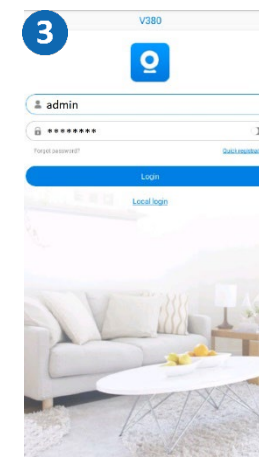 3
V380
admin
********
Forgot password?
Quick registration
Login
Local login